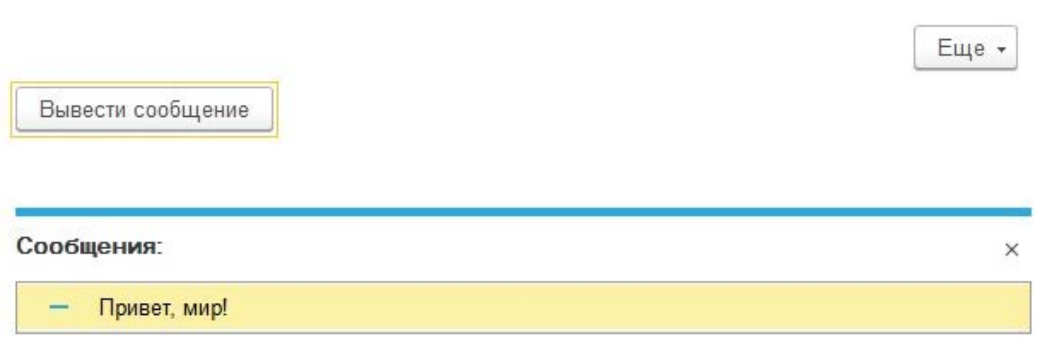 Еще
Вывести сообщение
Сообщения:
Привет, мир!